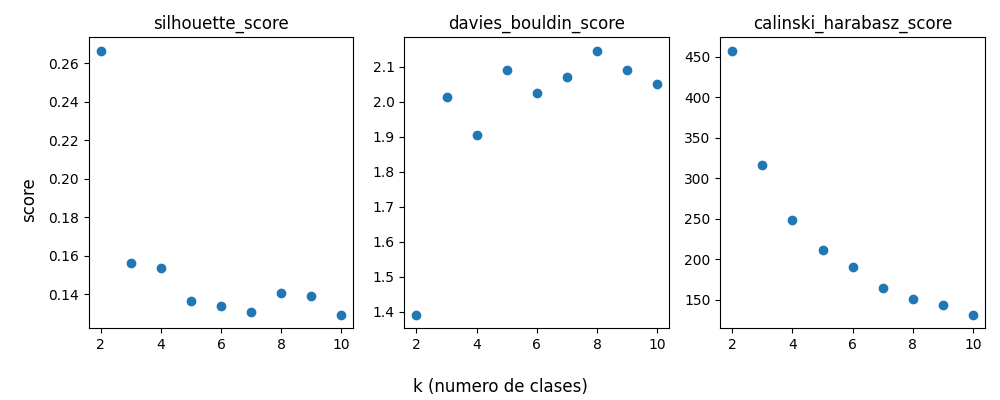 silhouette_score
davies_bouldin_score
calinski_harabasz_score
score
0.26
0.24
0.22
0.20
0.18
0.16
0.14
2 4 6 8 10
2.1
2.0
1.9
1.8
1.7
1.6
1.5
1.4
2 4 6 8 10
450
400
350
300
250
200
150
2 4 6 8 10
k (numero de clases)